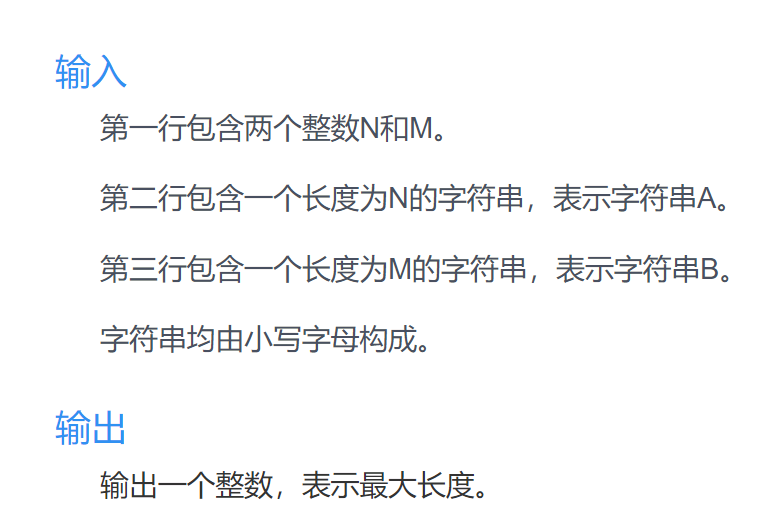 输入
第一行包含两个整数N和M。
第二行包含一个长度为N的字符串，表示字符串A。
第三行包含一个长度为M的字符串，表示字符串B。
字符串均由小写字母构成。
输出
输出一个整数，表示最大长度。